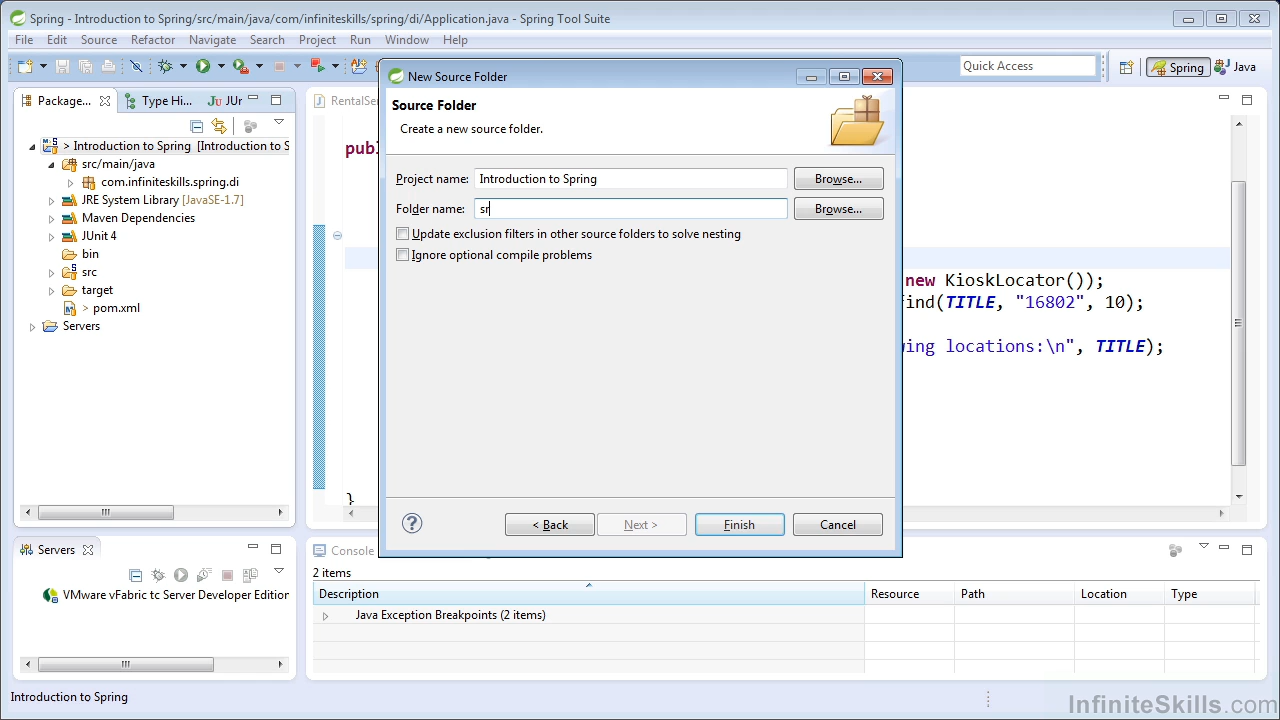 Spring - Introduction to Spring/src/main/java/com/infiniteskills/spring/di/Application.java - Spring Tool Suite
File Edit Source Refactor Navigate Search Project Run Window Help
Quick Access
Spring
Java
Package...
Type Hi...
Ju JUr
RentalSer
> Introduction to Spring [Introduction to S
src/main/java
com.infiniteskills.spring.di
JRE System Library [JavaSE-1.7]
Maven Dependencies
JUnit 4
bin
src
target
> pom.xml
Servers
New Source Folder
Source Folder
Create a new source folder.
Project name: Introduction to Spring Browse...
Folder name: sr Browse...
Update exclusion filters in other source folders to solve nesting
Ignore optional compile problems
< Back Next > Finish Cancel
new KioskLocator());
find(TITLE, "16802", 10);
locations:\n", TITLE);
}
Servers
VMware vFabric tc Server Developer Edition
Console
2 items
Description Resource Path Location Type
Java Exception Breakpoints (2 items)
Introduction to Spring
InfiniteSkills.com